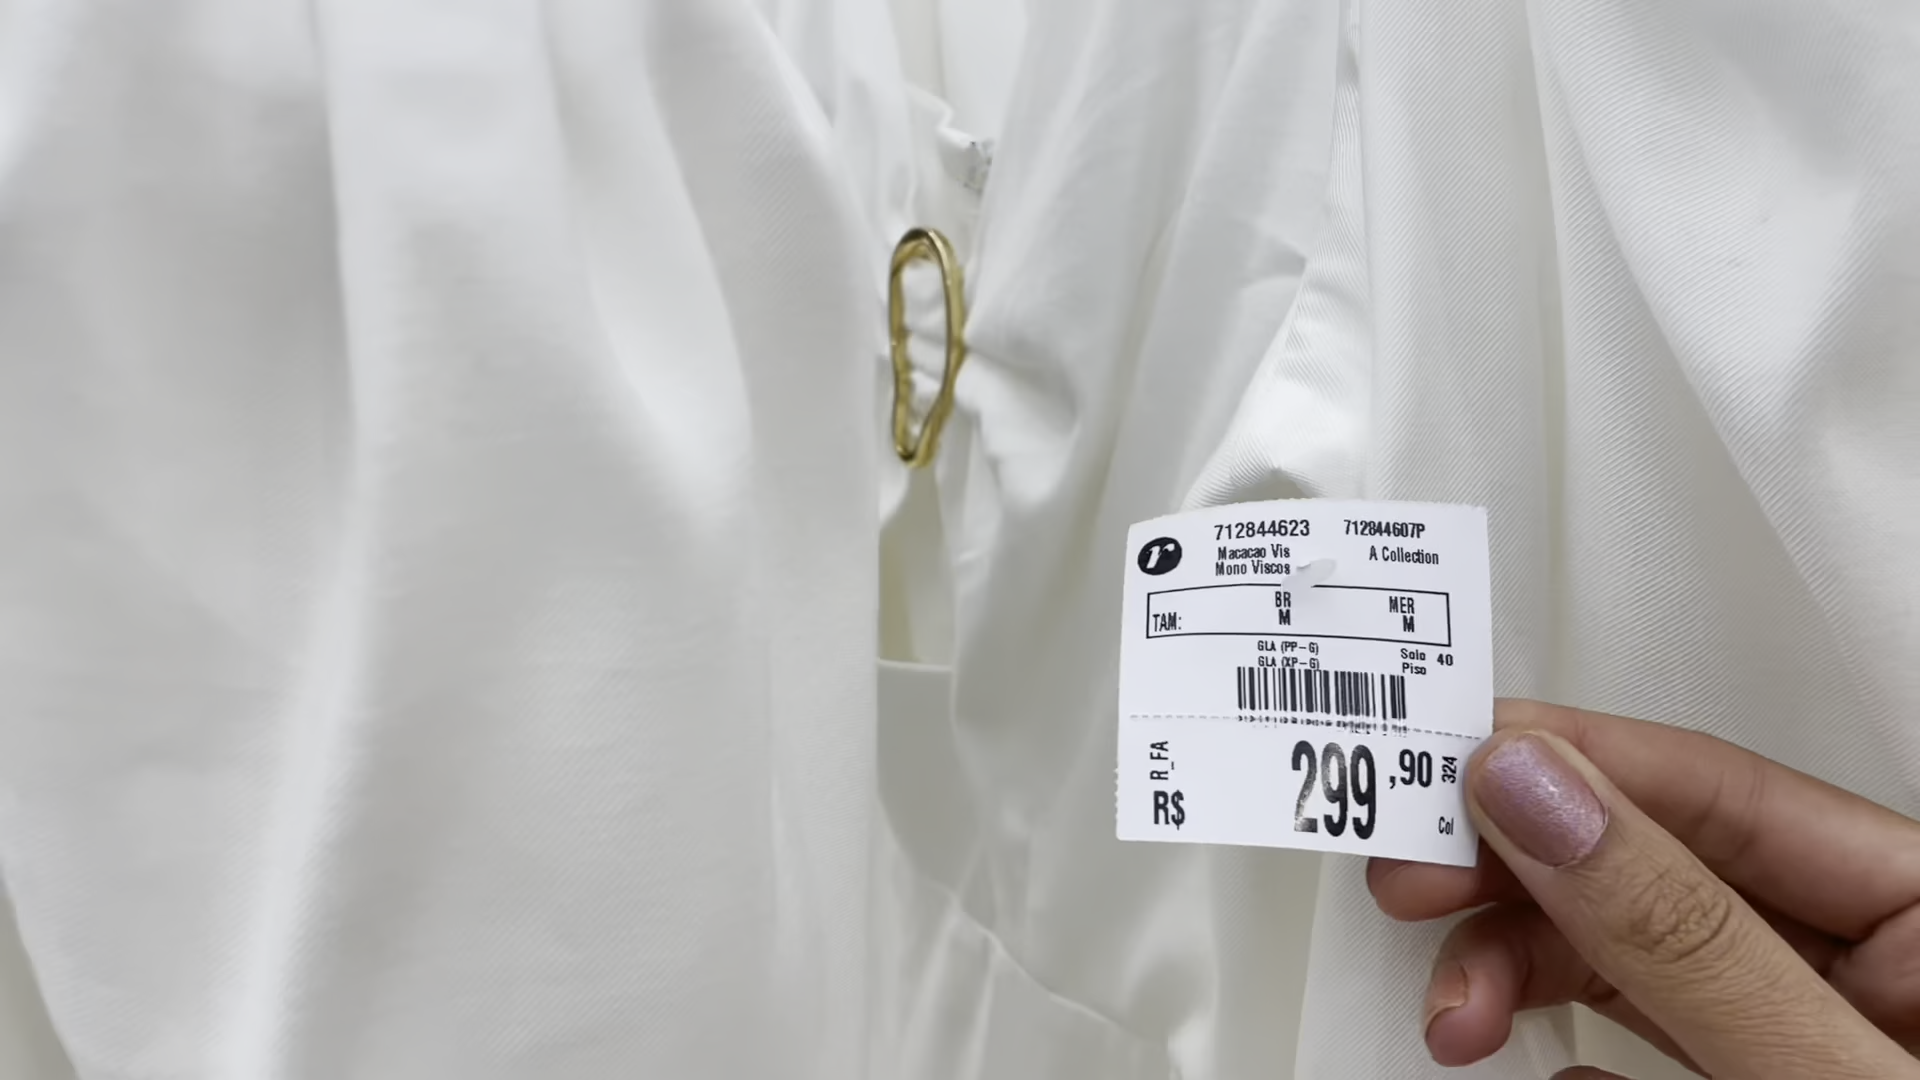 712844623 712844607P
r
Macacao Vis A Collection
Mono Viscos
BR MER
TAM: M M
GLA (PP-G)
GLA (XP-G)
Sala 40
Piso
R_FA
R$ 299,90
324
Col